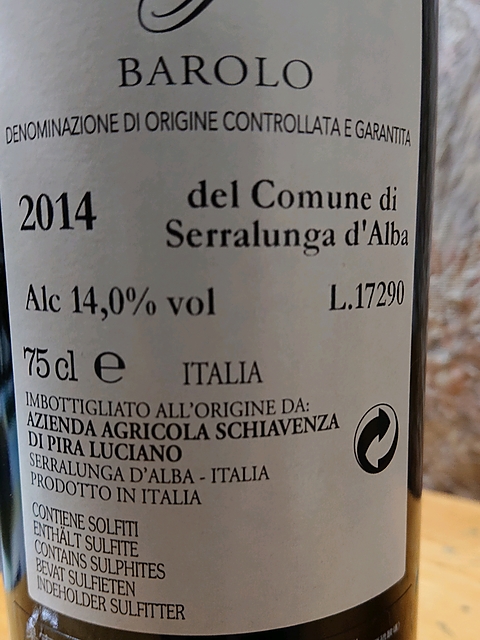 BAROLO
DENOMINAZIONE DI ORIGINE CONTROLLATA E GARANTITA
2014
del Comune di
Serralunga d'Alba
Alc 14,0% vol
L.17290
75 cl e
ITALIA
IMBOTTIGLIATO ALL'ORIGINE DA:
AZIENDA AGRICOLA SCHIAVENZA
DI PIRA LUCIANO
SERRALUNGA D'ALBA - ITALIA
PRODOTTO IN ITALIA
CONTIENE SOLFITI
ENTHÄLT SULFITE
CONTAINS SULPHITES
BEVAT SULFIETEN
INDEHOLDER SULFITTER